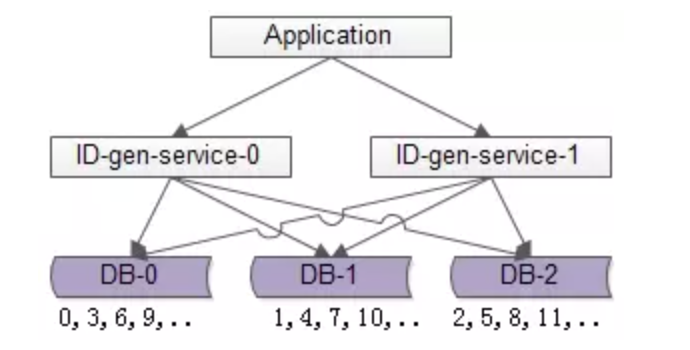 Application
ID-gen-service-0 ID-gen-service-1
DB-0 DB-1 DB-2
0, 3, 6, 9, .. 1, 4, 7, 10, .. 2, 5, 8, 11, ..